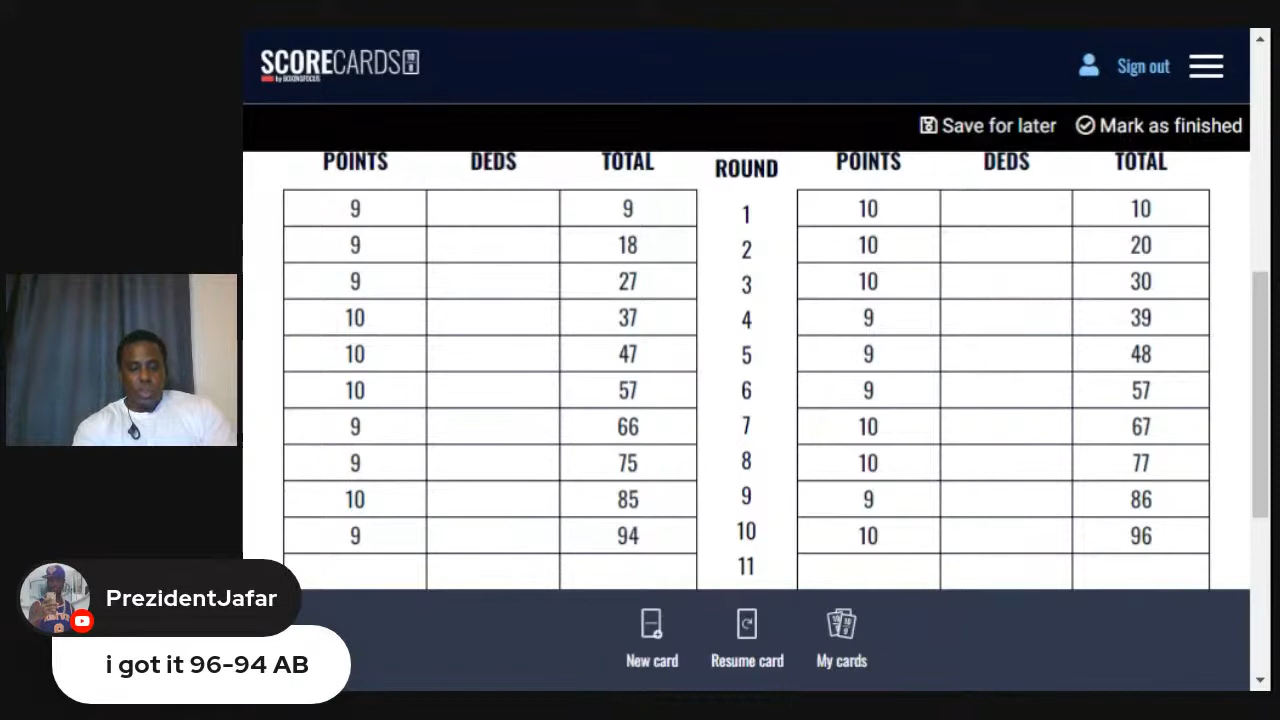 SCORECARDS
by BOXINGFOCUS
Sign out
Save for later
Mark as finished
POINTS DEDS TOTAL ROUND POINTS DEDS TOTAL
9 9 1 10 10
9 18 2 10 20
9 27 3 10 30
10 37 4 9 39
10 47 5 9 48
10 57 6 9 57
9 66 7 10 67
9 75 8 10 77
10 85 9 9 86
9 94 10 10 96
11
PrezidentJafar
i got it 96-94 AB
New card
Resume card
My cards